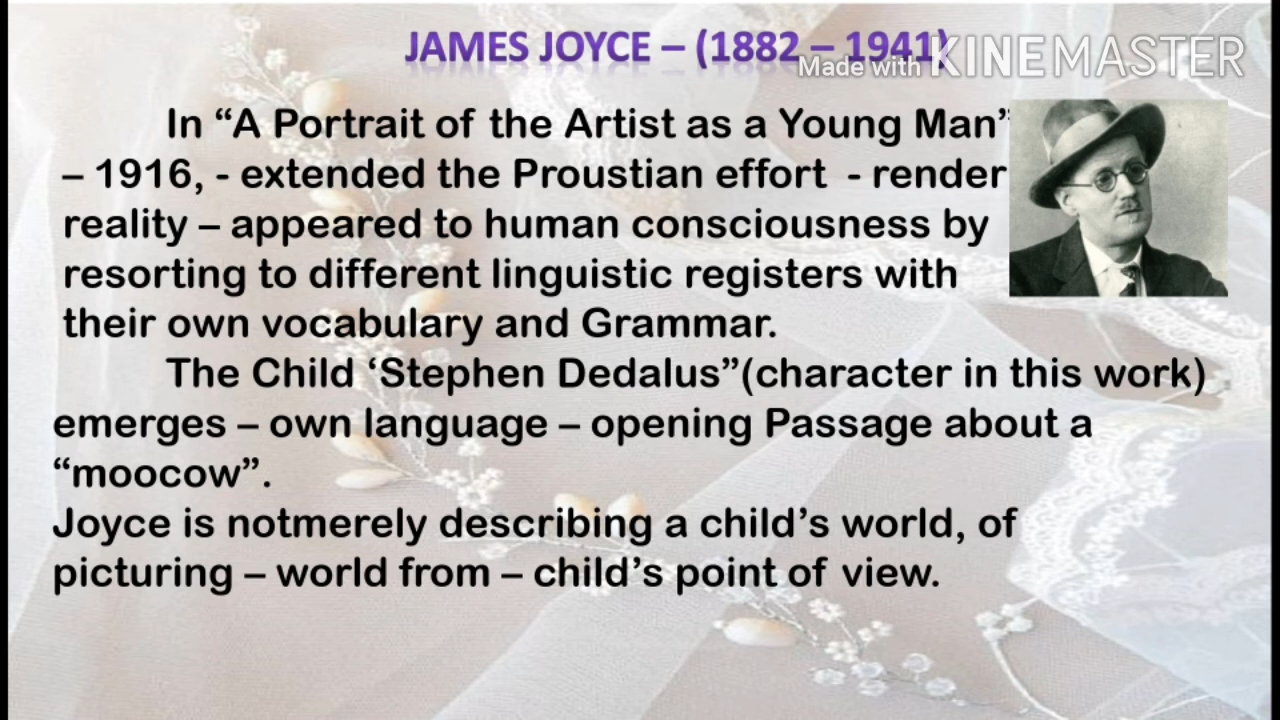 JAMES JOYCE – (1882 – 1941)
Made with KINEMASTER
In “A Portrait of the Artist as a Young Man”
– 1916, - extended the Proustian effort - render
reality – appeared to human consciousness by
resorting to different linguistic registers with
their own vocabulary and Grammar.
The Child ‘Stephen Dedalus”(character in this work)
emerges – own language – opening Passage about a
“moocow”.
Joyce is notmerely describing a child’s world, of
picturing – world from – child’s point of view.